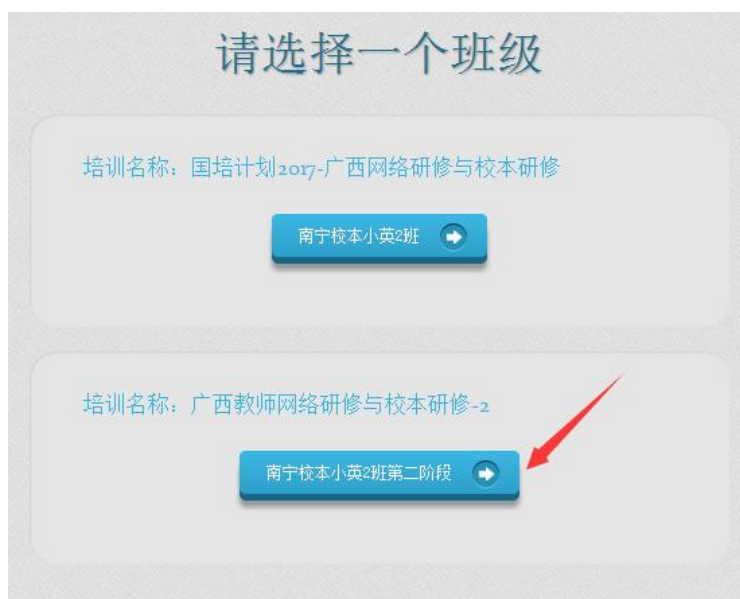 请选择一个班级
培训名称：国培计划2017-广西网络研修与校本研修
南宁校本小英2班
培训名称：广西教师网络研修与校本研修-2
南宁校本小英2班第二阶段